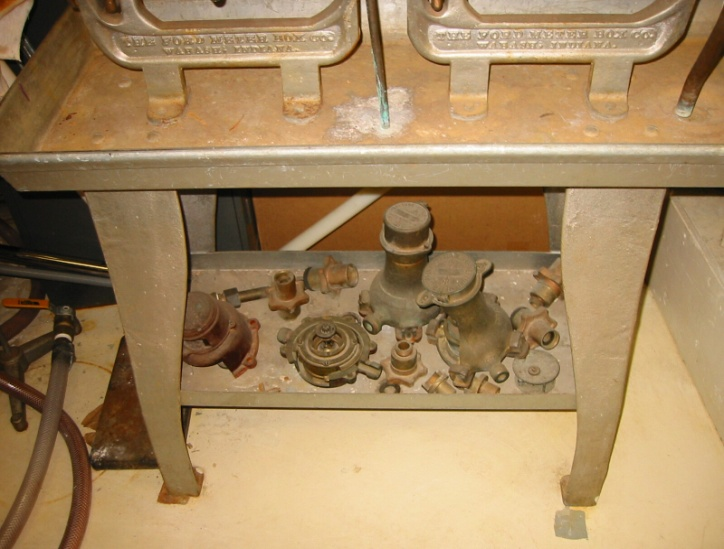 THE FORD METER BOX CO.
WABASH, INDIANA.
THE FORD METER BOX CO.
WABASH, INDIANA.